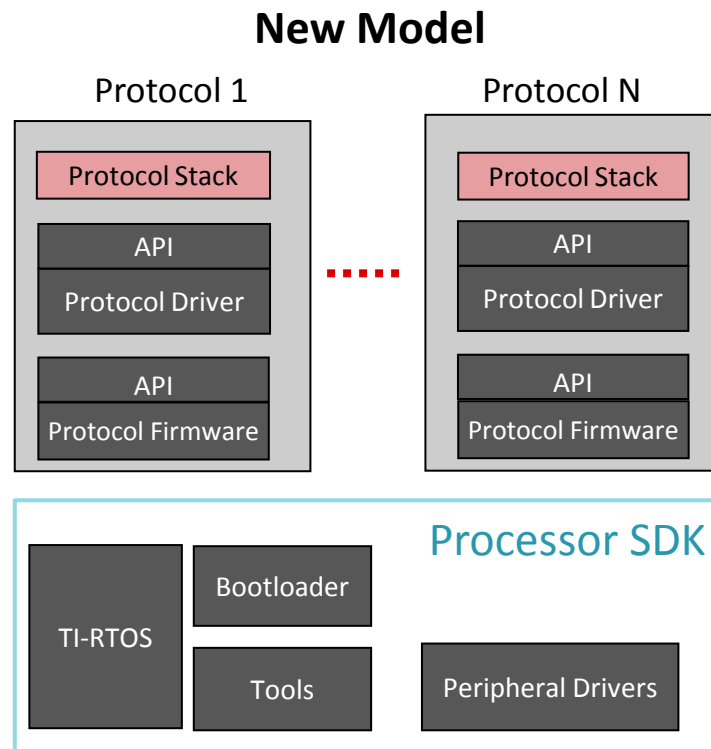 New Model
Protocol 1
Protocol N
Protocol Stack
API
Protocol Driver
API
Protocol Firmware
Protocol Stack
API
Protocol Driver
API
Protocol Firmware
Processor SDK
TI-RTOS
Bootloader
Tools
Peripheral Drivers